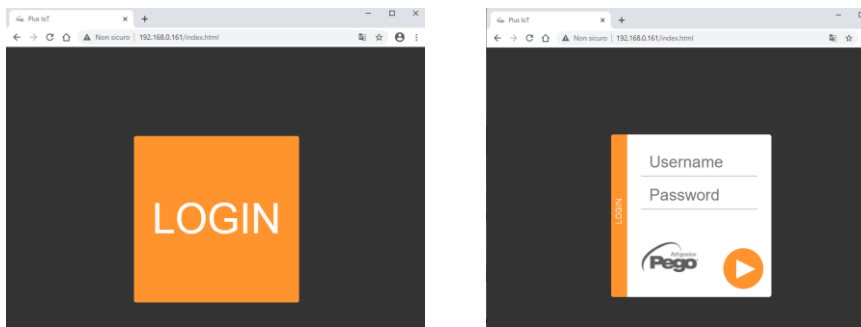 Plus IoT
Non sicuro | 192.168.0.161/index.html
LOGIN
Plus IoT
Non sicuro | 192.168.0.161/index.html
LOGIN
Username
Password
Pego